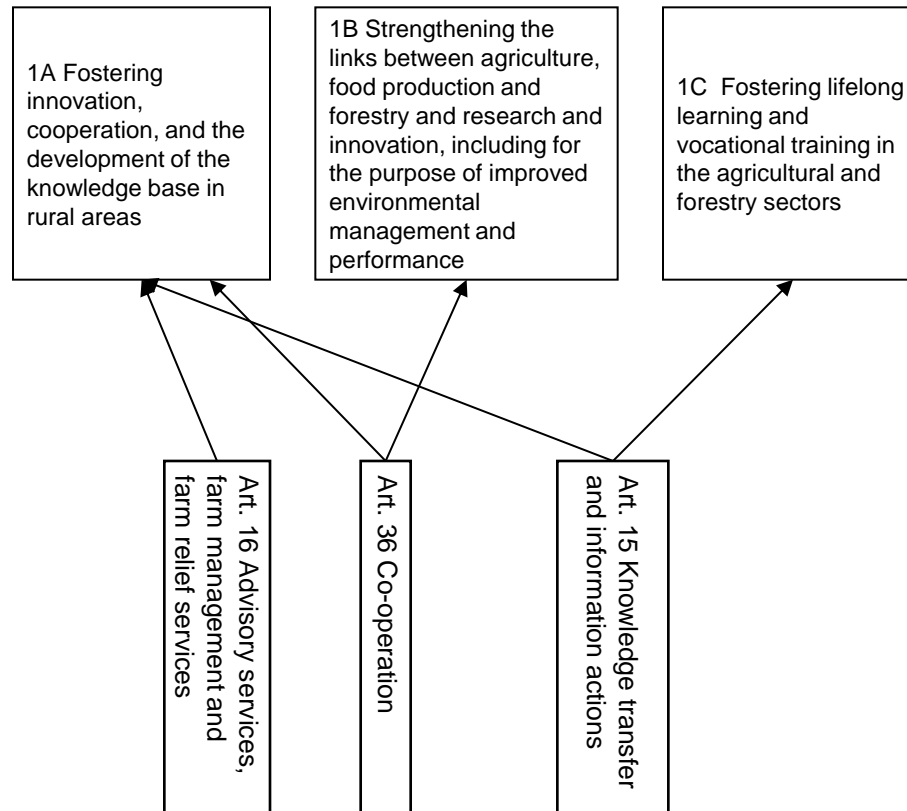 1A Fostering
innovation,
cooperation, and the
development of the
knowledge base in
rural areas
1B Strengthening the
links between agriculture,
food production and
forestry and research and
innovation, including for
the purpose of improved
environmental
management and
performance
1C  Fostering lifelong
learning and
vocational training in
the agricultural and
forestry sectors
Art. 16 Advisory services,
farm management and
farm relief services
Art. 36 Co-operation
Art. 15 Knowledge transfer
and information actions